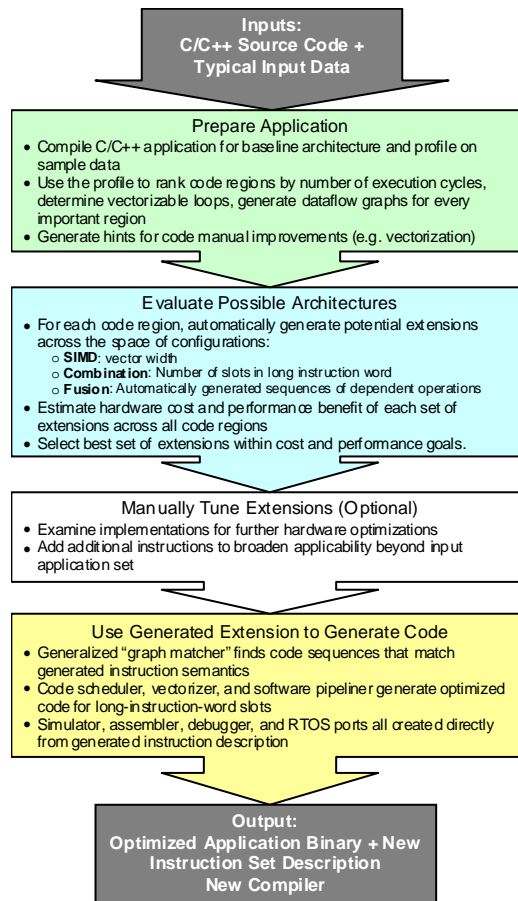 Inputs:
C/C++ Source Code +
Typical Input Data
Prepare Application
• Compile C/C++ application for baseline architecture and profile on
sample data
• Use the profile to rank code regions by number of execution cycles,
determine vectorizable loops, generate dataflow graphs for every
important region
• Generate hints for code manual improvements (e.g. vectorization)
Evaluate Possible Architectures
• For each code region, automatically generate potential extensions
across the space of configurations:
o SIMD: vector width
o Combination: Number of slots in long instruction word
o Fusion: Automatically generated sequences of dependent operations
• Estimate hardware cost and performance benefit of each set of
extensions across all code regions
• Select best set of extensions within cost and performance goals.
Manually Tune Extensions (Optional)
• Examine implementations for further hardware optimizations
• Add additional instructions to broaden applicability beyond input
application set
Use Generated Extension to Generate Code
• Generalized “graph matcher” finds code sequences that match
generated instruction semantics
• Code scheduler, vectorizer, and software pipeliner generate optimized
code for long-instruction-word slots
• Simulator, assembler, debugger, and RTOS ports all created directly
from generated instruction description
Output:
Optimized Application Binary + New
Instruction Set Description
New Compiler